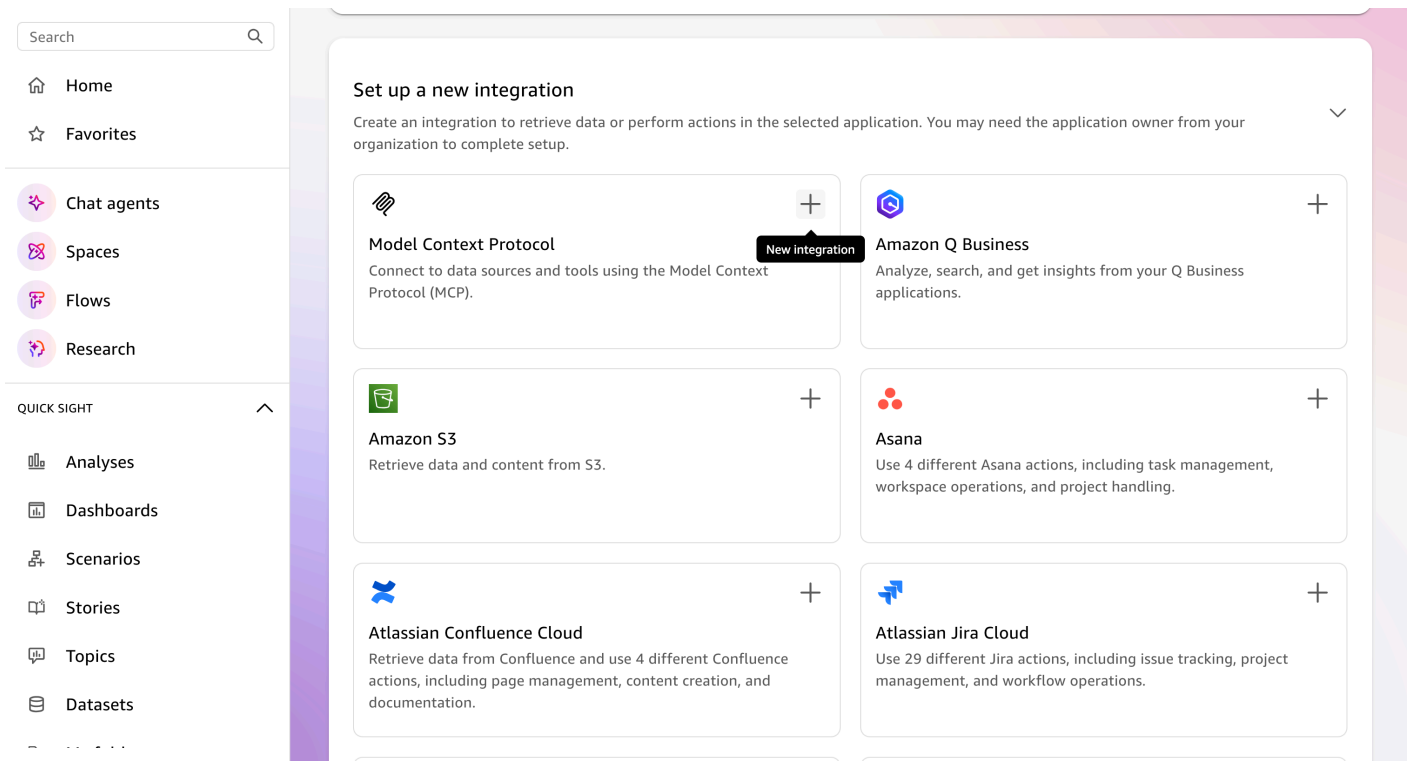 Search
Home
Favorites
Chat agents
Spaces
Flows
Research
QUICK SIGHT
Analyses
Dashboards
Scenarios
Stories
Topics
Datasets
Set up a new integration
Create an integration to retrieve data or perform actions in the selected application. You may need the application owner from your
organization to complete setup.
Model Context Protocol
Connect to data sources and tools using the Model Context
Protocol (MCP).
New integration
Amazon Q Business
Analyze, search, and get insights from your Q Business
applications.
Amazon S3
Retrieve data and content from S3.
Asana
Use 4 different Asana actions, including task management,
workspace operations, and project handling.
Atlassian Confluence Cloud
Retrieve data from Confluence and use 4 different Confluence
actions, including page management, content creation, and
documentation.
Atlassian Jira Cloud
Use 29 different Jira actions, including issue tracking, project
management, and workflow operations.